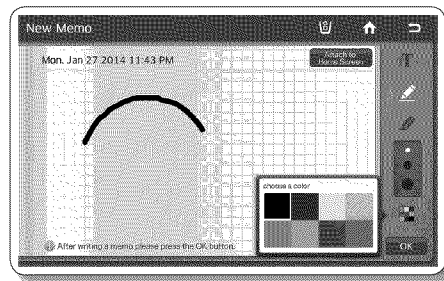 New Memo
Mon, Jan 27 2014 11:43 PM
Attach to
Home Screen
T
choose a color
After writing a memo please press the OK button.
OK